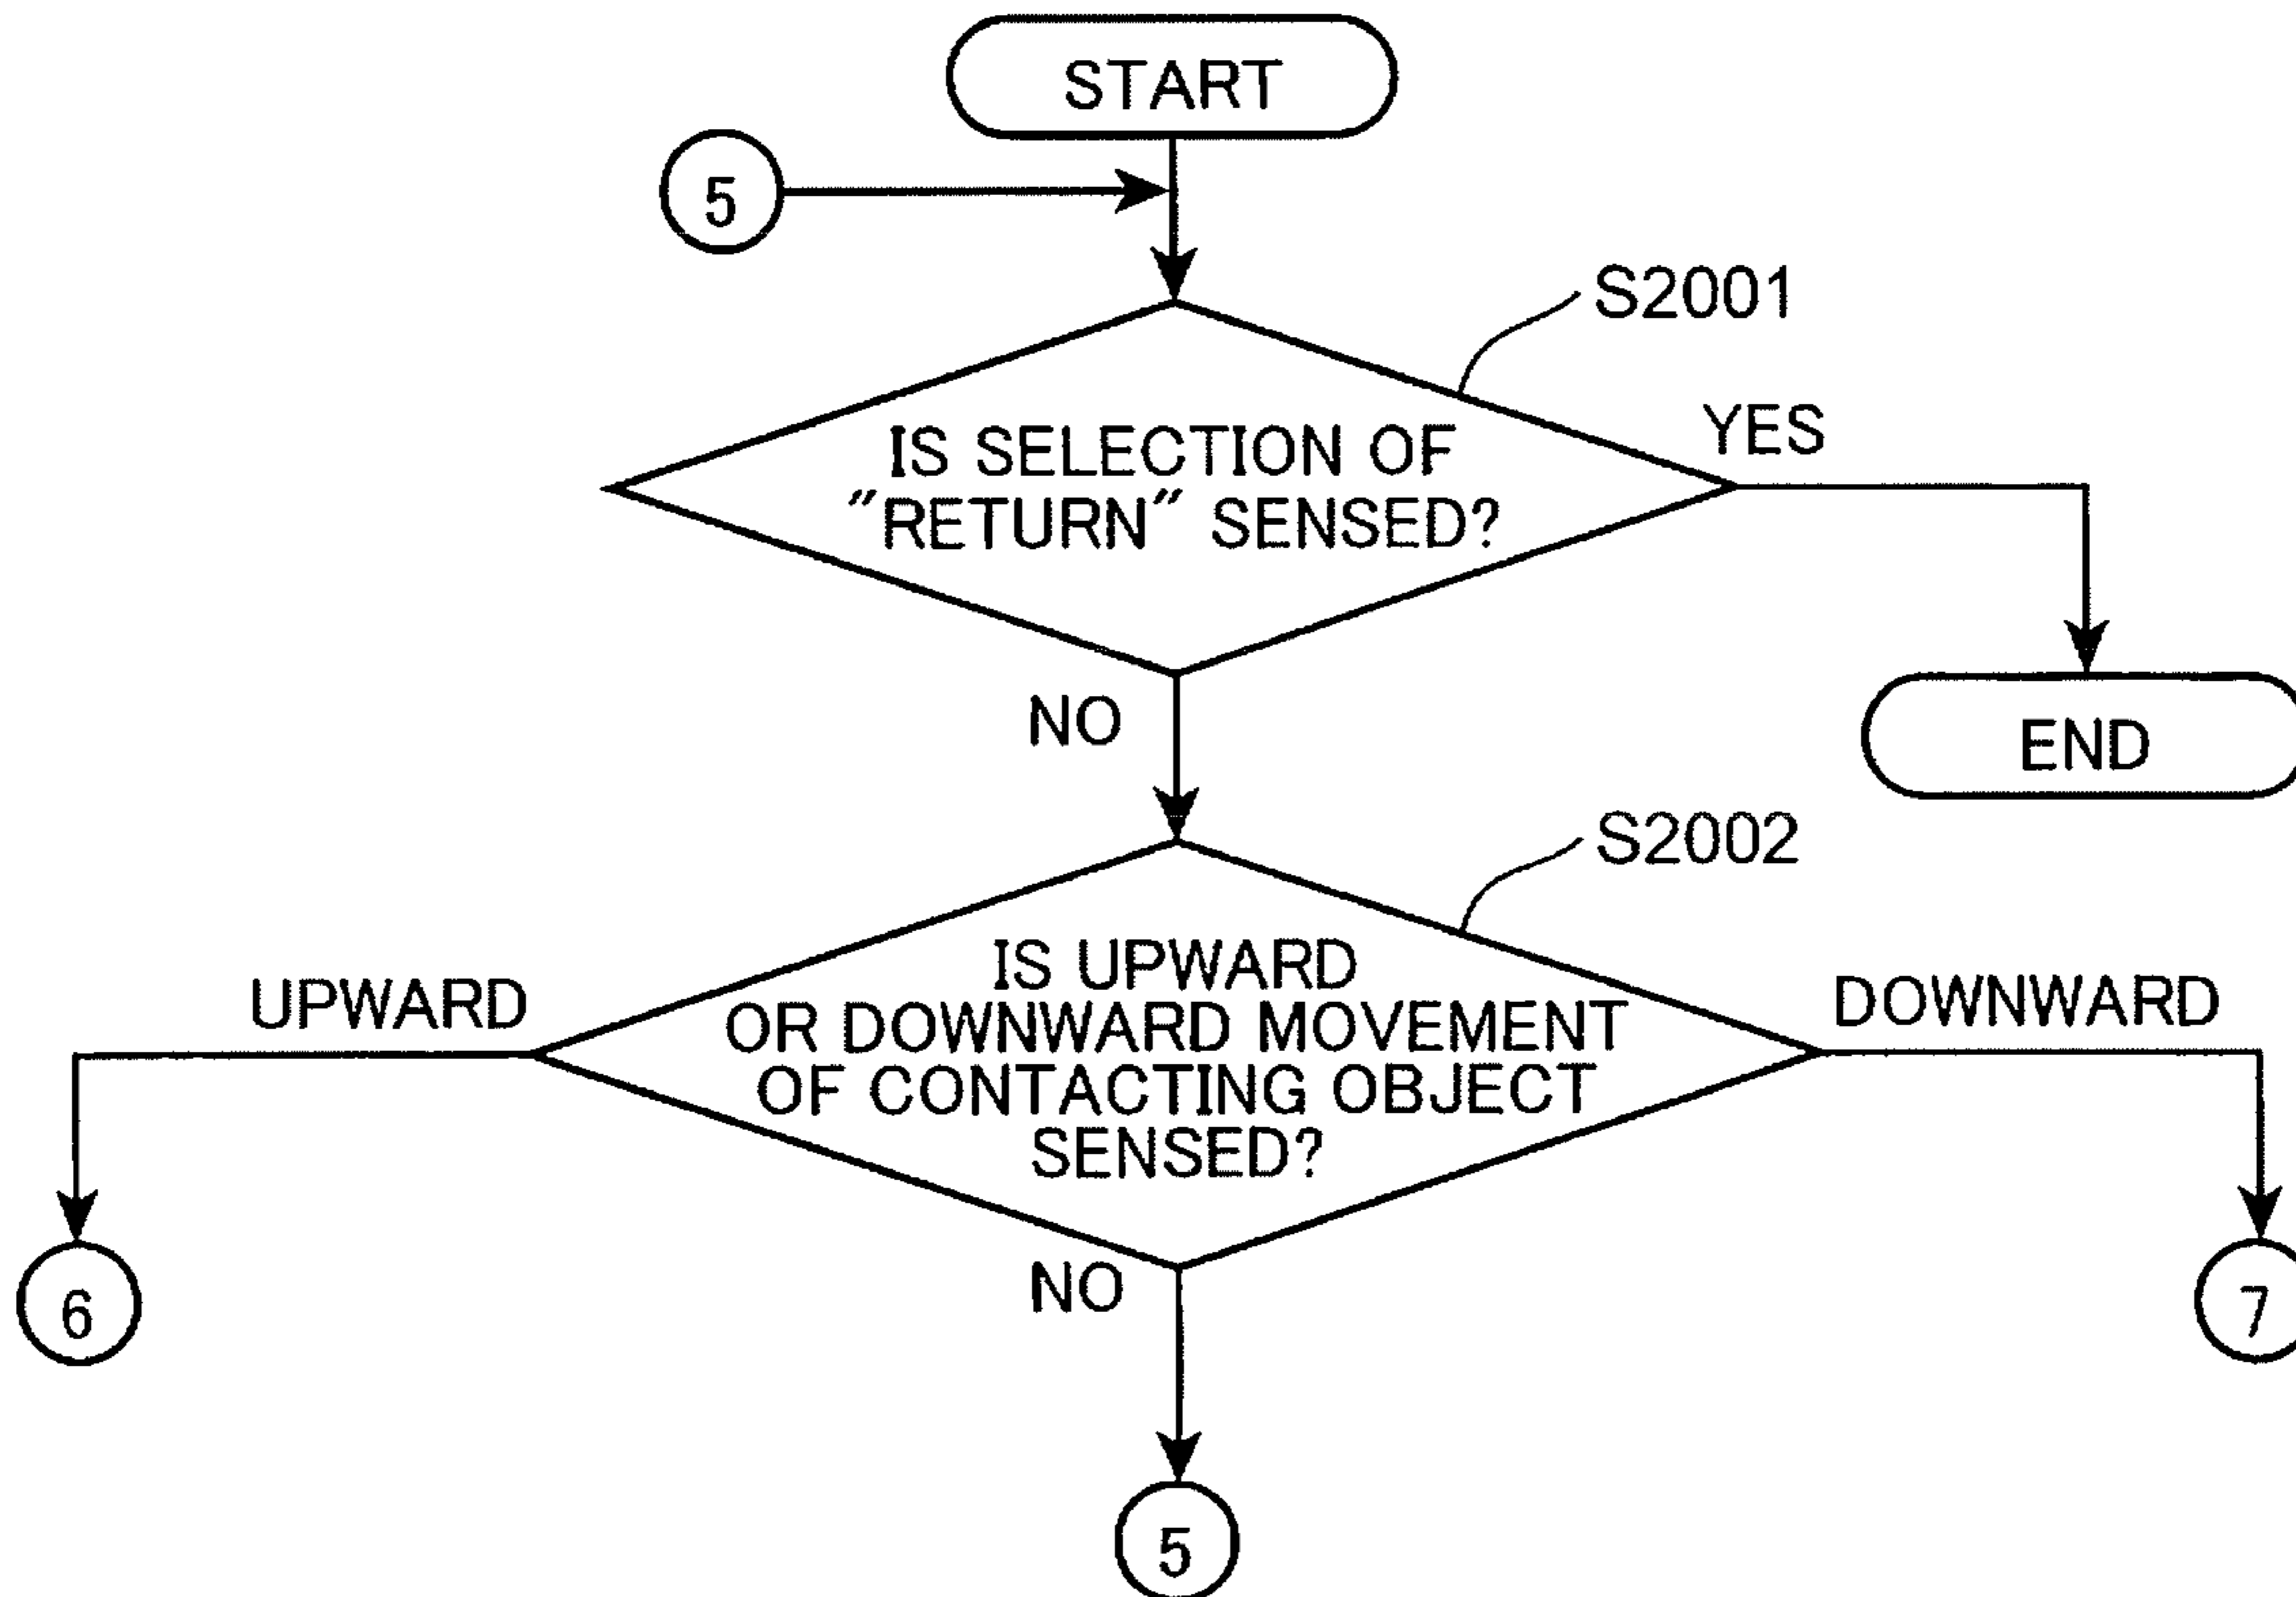 START
5
S2001
IS SELECTION OF
"RETURN" SENSED?
YES
NO
END
S2002
IS UPWARD
OR DOWNWARD MOVEMENT
OF CONTACTING OBJECT
SENSED?
UPWARD
DOWNWARD
6
NO
7
5